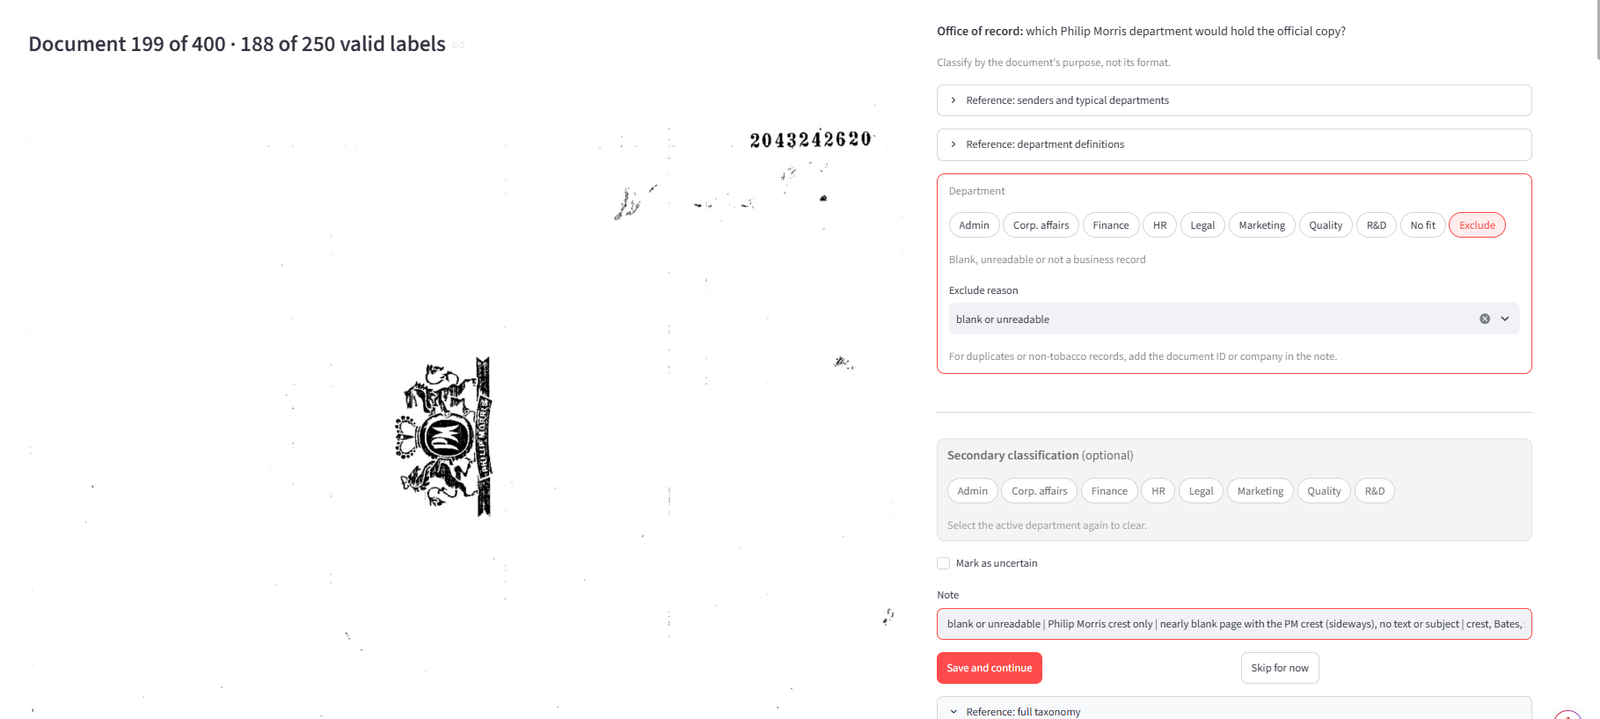 Document 199 of 400 · 188 of 250 valid labels
2043242620
PM
PHILIP MORRIS
Office of record: which Philip Morris department would hold the official copy?
Classify by the document's purpose, not its format.
Reference: senders and typical departments
Reference: department definitions
Department
Admin
Corp. affairs
Finance
HR
Legal
Marketing
Quality
R&D
No fit
Exclude
Blank, unreadable or not a business record
Exclude reason
blank or unreadable
For duplicates or non-tobacco records, add the document ID or company in the note.
Secondary classification (optional)
Admin
Corp. affairs
Finance
HR
Legal
Marketing
Quality
R&D
Select the active department again to clear.
Mark as uncertain
Note
blank or unreadable | Philip Morris crest only | nearly blank page with the PM crest (sideways), no text or subject | crest, Bates,
Save and continue
Skip for now
Reference: full taxonomy